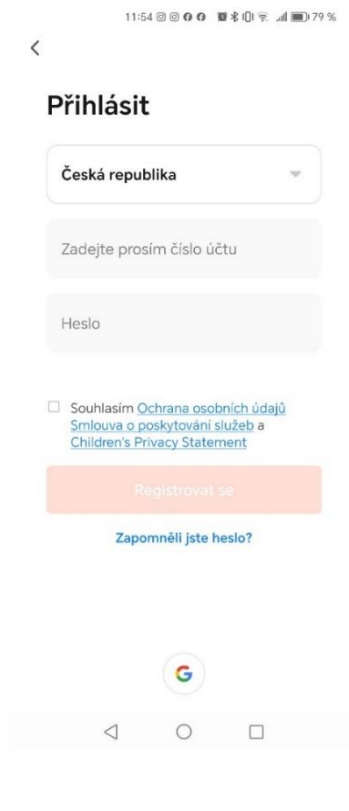 11:54 79 %
Přihlásit
Česká republika
Zadejte prosím číslo účtu
Heslo
Souhlasím Ochrana osobních údajů
Smlouva o poskytování služeb a
Children's Privacy Statement
Registrovat se
Zapomněli jste heslo?
G